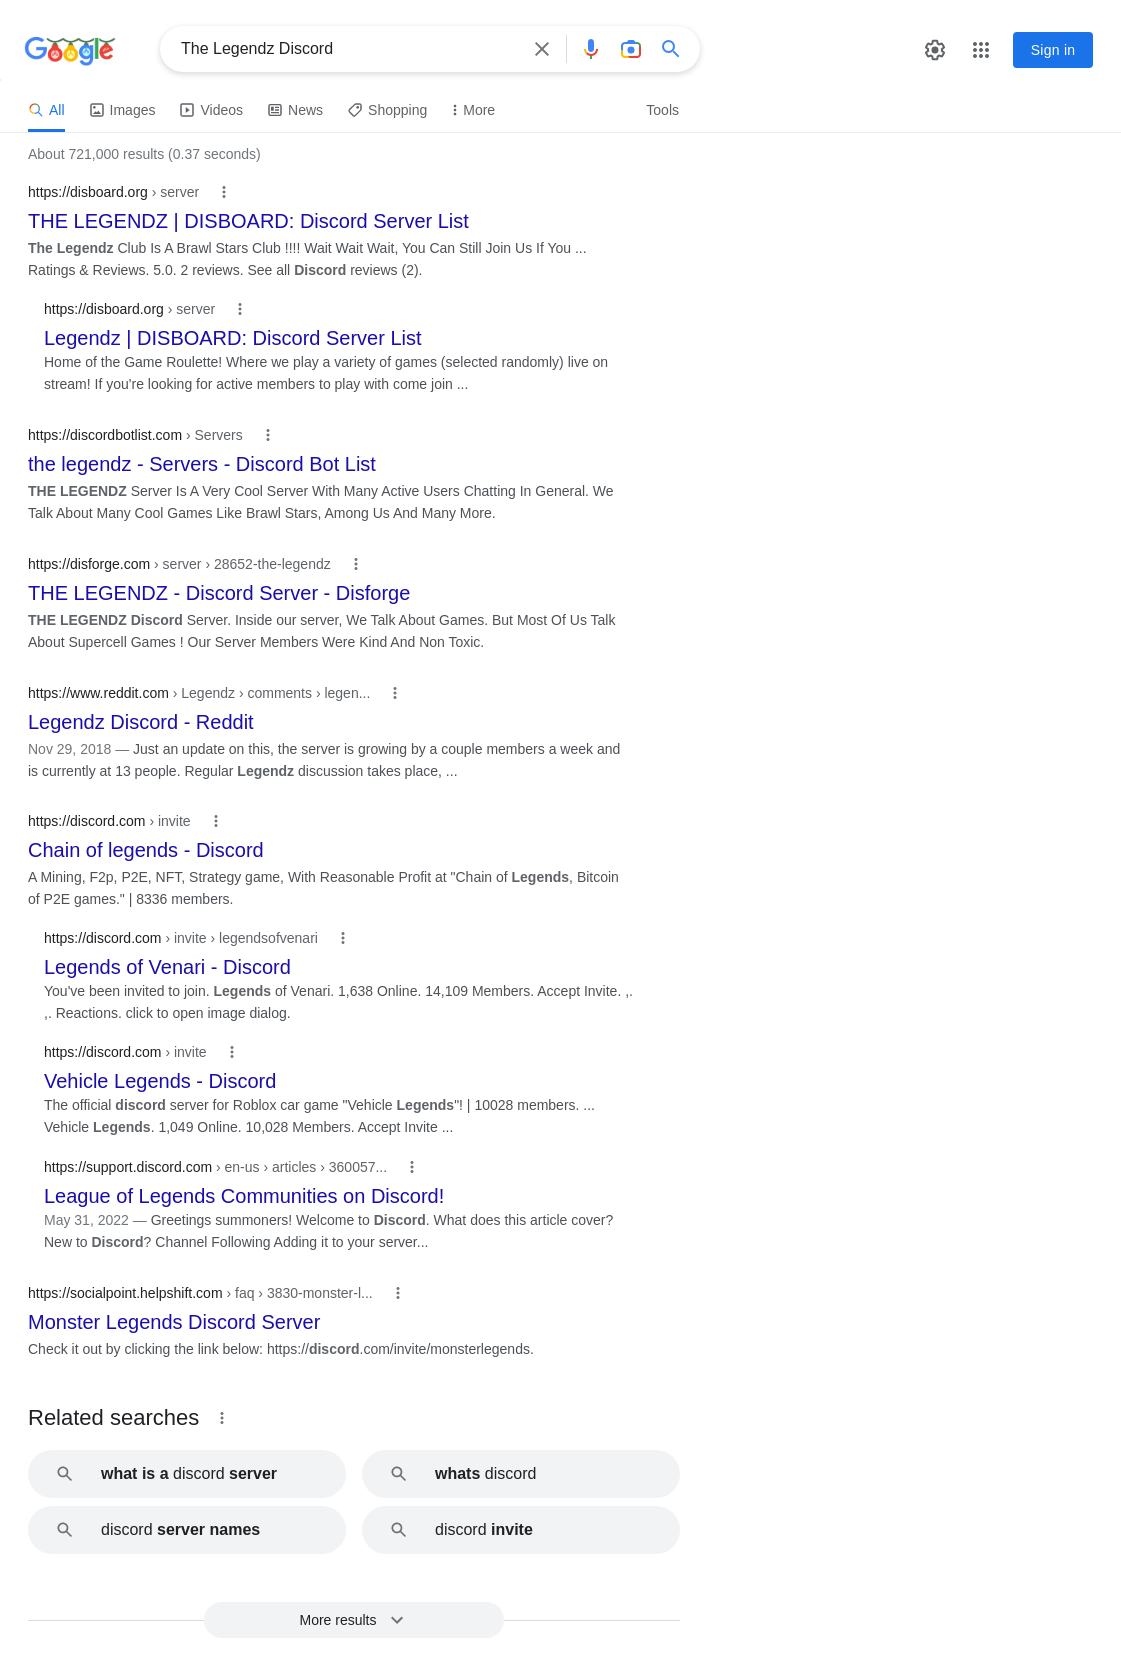 Google
The Legendz Discord
Sign in
All Images Videos News Shopping More Tools
About 721,000 results (0.37 seconds)
https://disboard.org › server
THE LEGENDZ | DISBOARD: Discord Server List
The Legendz Club Is A Brawl Stars Club !!!! Wait Wait Wait, You Can Still Join Us If You ...
Ratings & Reviews. 5.0. 2 reviews. See all Discord reviews (2).
https://disboard.org › server
Legendz | DISBOARD: Discord Server List
Home of the Game Roulette! Where we play a variety of games (selected randomly) live on
stream! If you're looking for active members to play with come join ...
https://discordbotlist.com › Servers
the legendz - Servers - Discord Bot List
THE LEGENDZ Server Is A Very Cool Server With Many Active Users Chatting In General. We
Talk About Many Cool Games Like Brawl Stars, Among Us And Many More.
https://disforge.com › server › 28652-the-legendz
THE LEGENDZ - Discord Server - Disforge
THE LEGENDZ Discord Server. Inside our server, We Talk About Games. But Most Of Us Talk
About Supercell Games ! Our Server Members Were Kind And Non Toxic.
https://www.reddit.com › Legendz › comments › legen...
Legendz Discord - Reddit
Nov 29, 2018 — Just an update on this, the server is growing by a couple members a week and
is currently at 13 people. Regular Legendz discussion takes place, ...
https://discord.com › invite
Chain of legends - Discord
A Mining, F2p, P2E, NFT, Strategy game, With Reasonable Profit at "Chain of Legends, Bitcoin
of P2E games." | 8336 members.
https://discord.com › invite › legendsofvenari
Legends of Venari - Discord
You've been invited to join. Legends of Venari. 1,638 Online. 14,109 Members. Accept Invite. ,.
,. Reactions. click to open image dialog.
https://discord.com › invite
Vehicle Legends - Discord
The official discord server for Roblox car game "Vehicle Legends"! | 10028 members. ...
Vehicle Legends. 1,049 Online. 10,028 Members. Accept Invite ...
https://support.discord.com › en-us › articles › 360057...
League of Legends Communities on Discord!
May 31, 2022 — Greetings summoners! Welcome to Discord. What does this article cover?
New to Discord? Channel Following Adding it to your server...
https://socialpoint.helpshift.com › faq › 3830-monster-l...
Monster Legends Discord Server
Check it out by clicking the link below: https://discord.com/invite/monsterlegends.
Related searches
what is a discord server
whats discord
discord server names
discord invite
More results